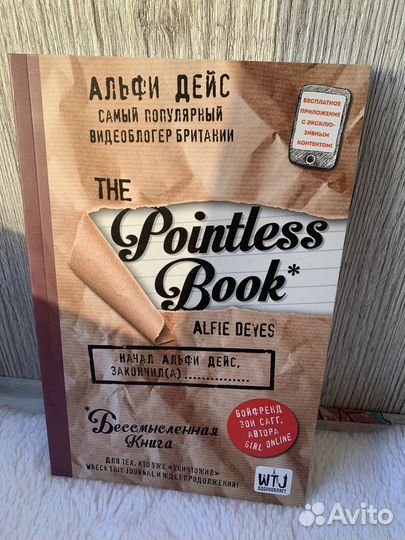 АЛЬФИ ДЕЙС
САМЫЙ ПОПУЛЯРНЫЙ
ВИДЕОБЛОГЕР БРИТАНИИ
БЕСПЛАТНОЕ
ПРИЛОЖЕНИЕ
С ЭКСКЛЮ-
ЗИВНЫМ
КОНТЕНТОМ!
THE
Pointless
Book*
ALFIE DEYES
НАЧАЛ АЛЬФИ ДЕЙС,
ЗАКОНЧИЛ(А) ................
*Бессмысленная
Книга
БОЙФРЕНД
ЗОИ САГГ,
АВТОРА
GIRL ONLINE
ДЛЯ ТЕХ, КТО УЖЕ «УНИЧТОЖИЛ»
WRECK THIS JOURNAL И ЖДЕТ ПРОДОЛЖЕНИЯ!
WTJ
ВДОХНОВЛЯЕТ
Avito